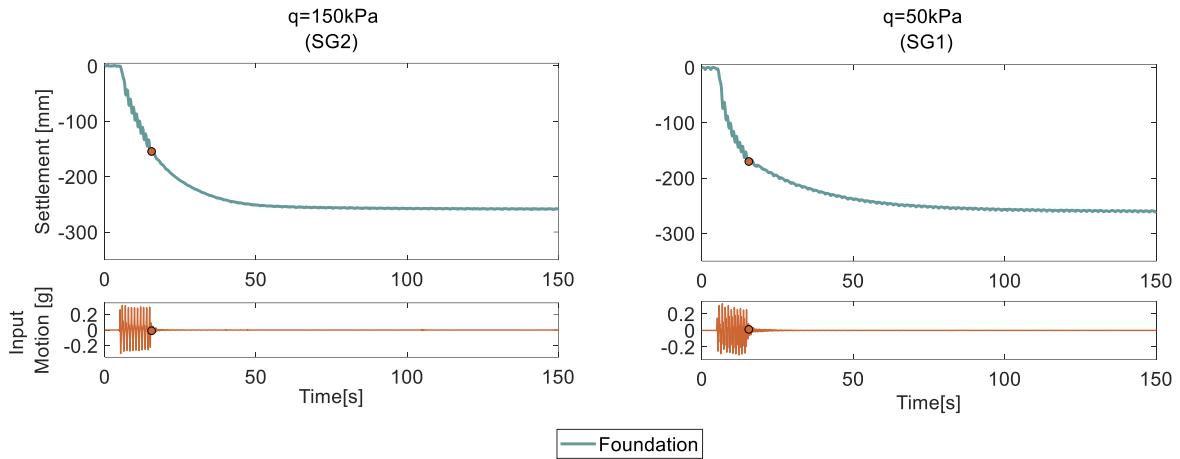 q=150kPa
(SG2)
q=50kPa
(SG1)
Settlement [mm]
0
-100
-200
-300
0 50 100 150
0
-100
-200
-300
0 50 100 150
Input
Motion [g]
0.2
0
-0.2
0 50 100 150
Time[s]
0.2
0
-0.2
0 50 100 150
Time[s]
Foundation